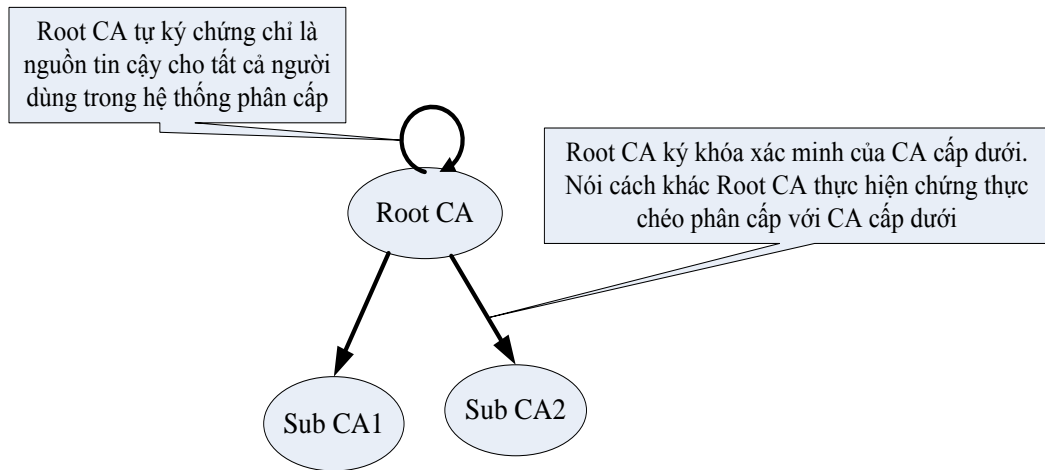 Root CA tự ký chứng chỉ là
nguồn tin cậy cho tất cả người
dùng trong hệ thống phân cấp
Root CA ký khóa xác minh của CA cấp dưới.
Nói cách khác Root CA thực hiện chứng thực
chéo phân cấp với CA cấp dưới
Root CA
Sub CA1
Sub CA2